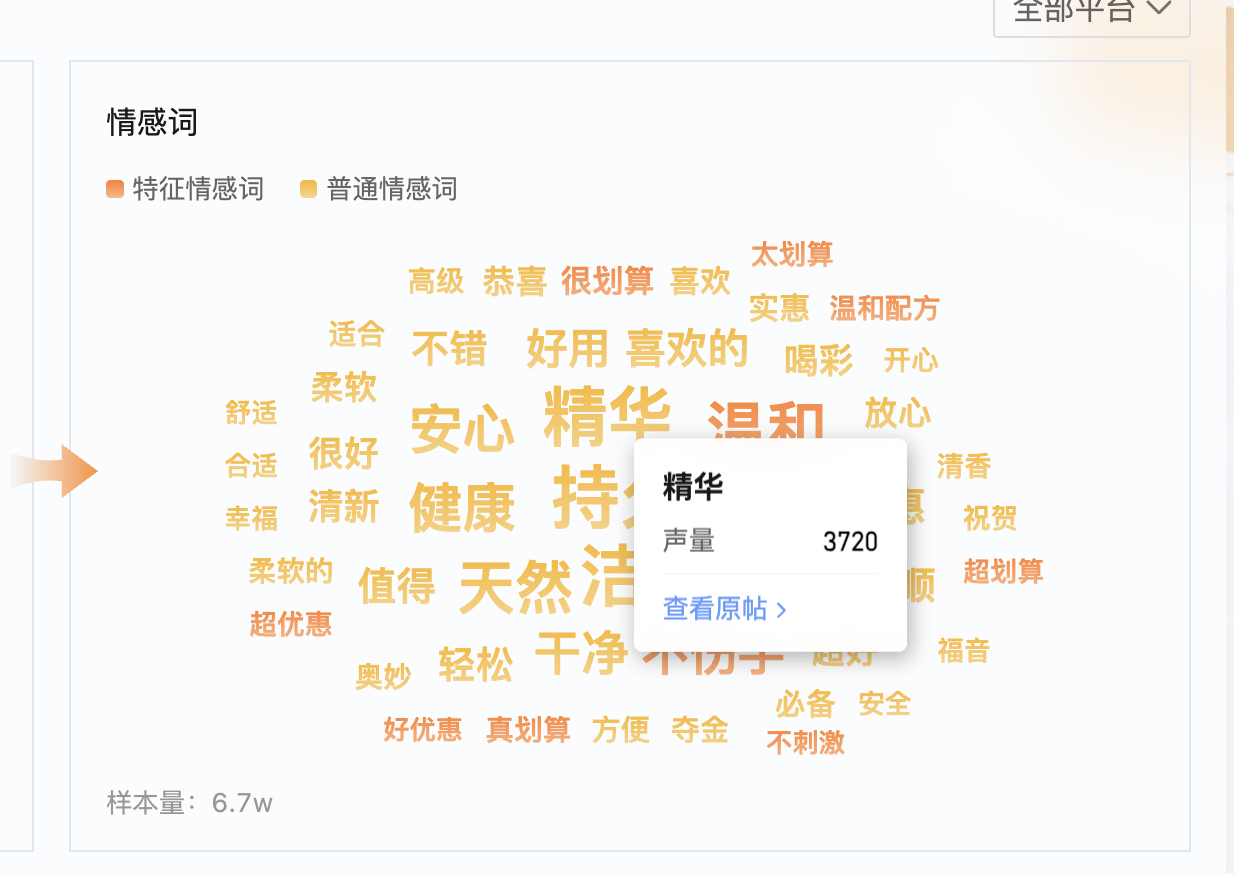 全部平台
情感词
特征情感词
普通情感词
太划算
高级 恭喜 很划算 喜欢
实惠 温和配方
适合 不错 好用 喜欢的 喝彩 开心
柔软
舒适 安心 精华 温和 放心
很好
合适 清香
清新 健康 持
幸福 惠 祝贺
柔软的 值得 天然 洁 顺 超划算
超优惠
奥妙 轻松 干净 不伤手 超好 福音
必备 安全
好优惠 真划算 方便 夺金 不刺激
精华
声量 3720
查看原帖
样本量：6.7w